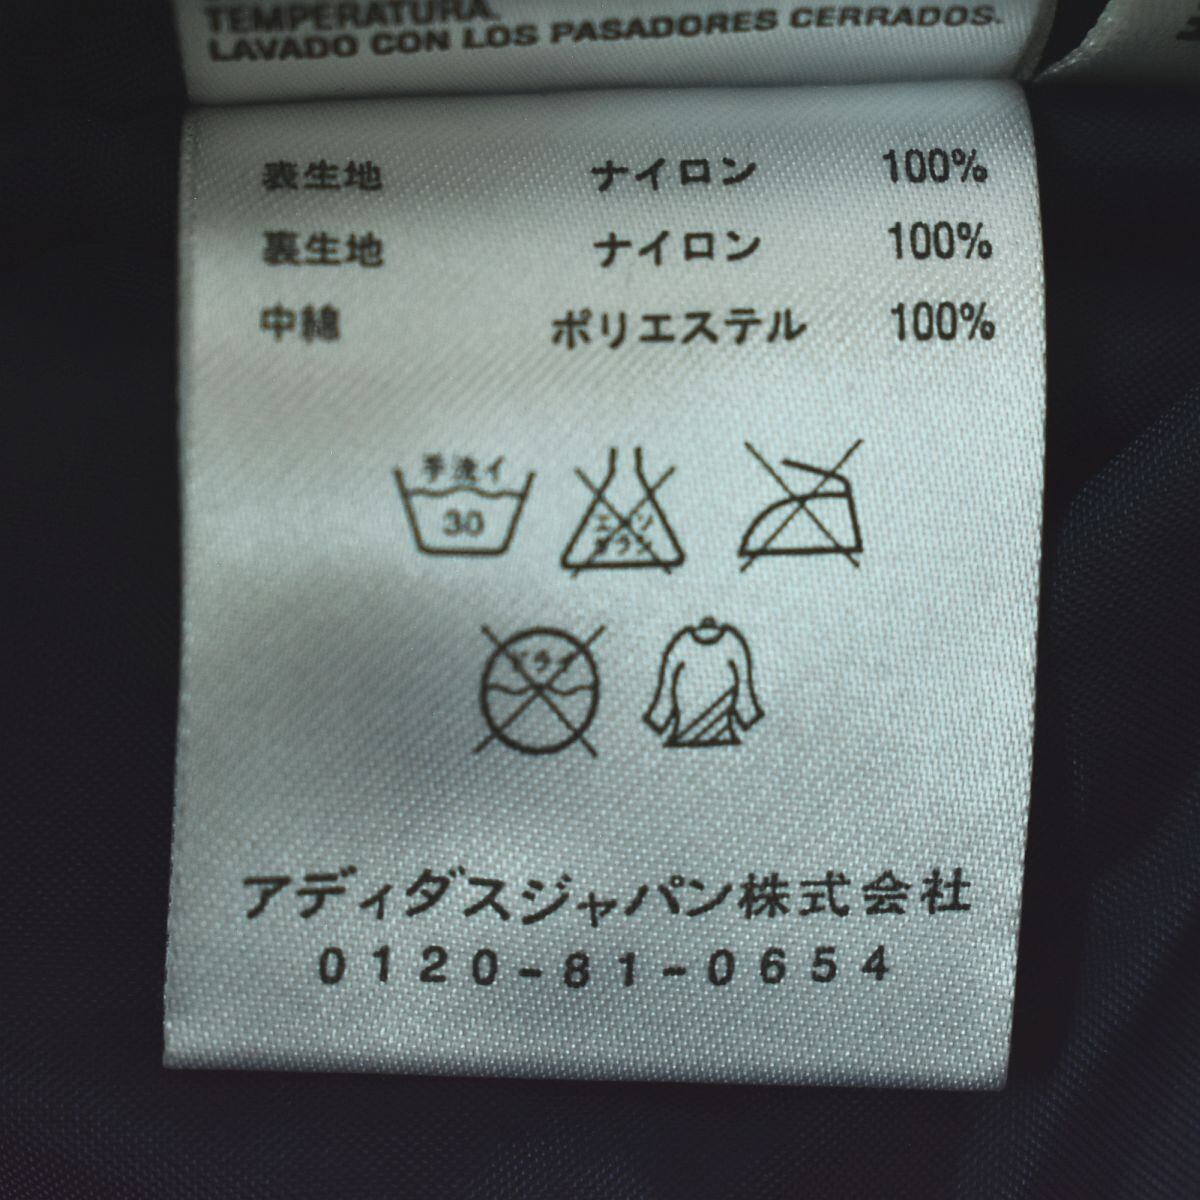 TEMPERATURA.
LAVADO CON LOS PASADORES CERRADOS.
表生地 ナイロン 100%
裏生地 ナイロン 100%
中綿 ポリエステル 100%
手洗イ
30
エンソ
サラシ
ドライ
アディダスジャパン株式会社
0120-81-0654